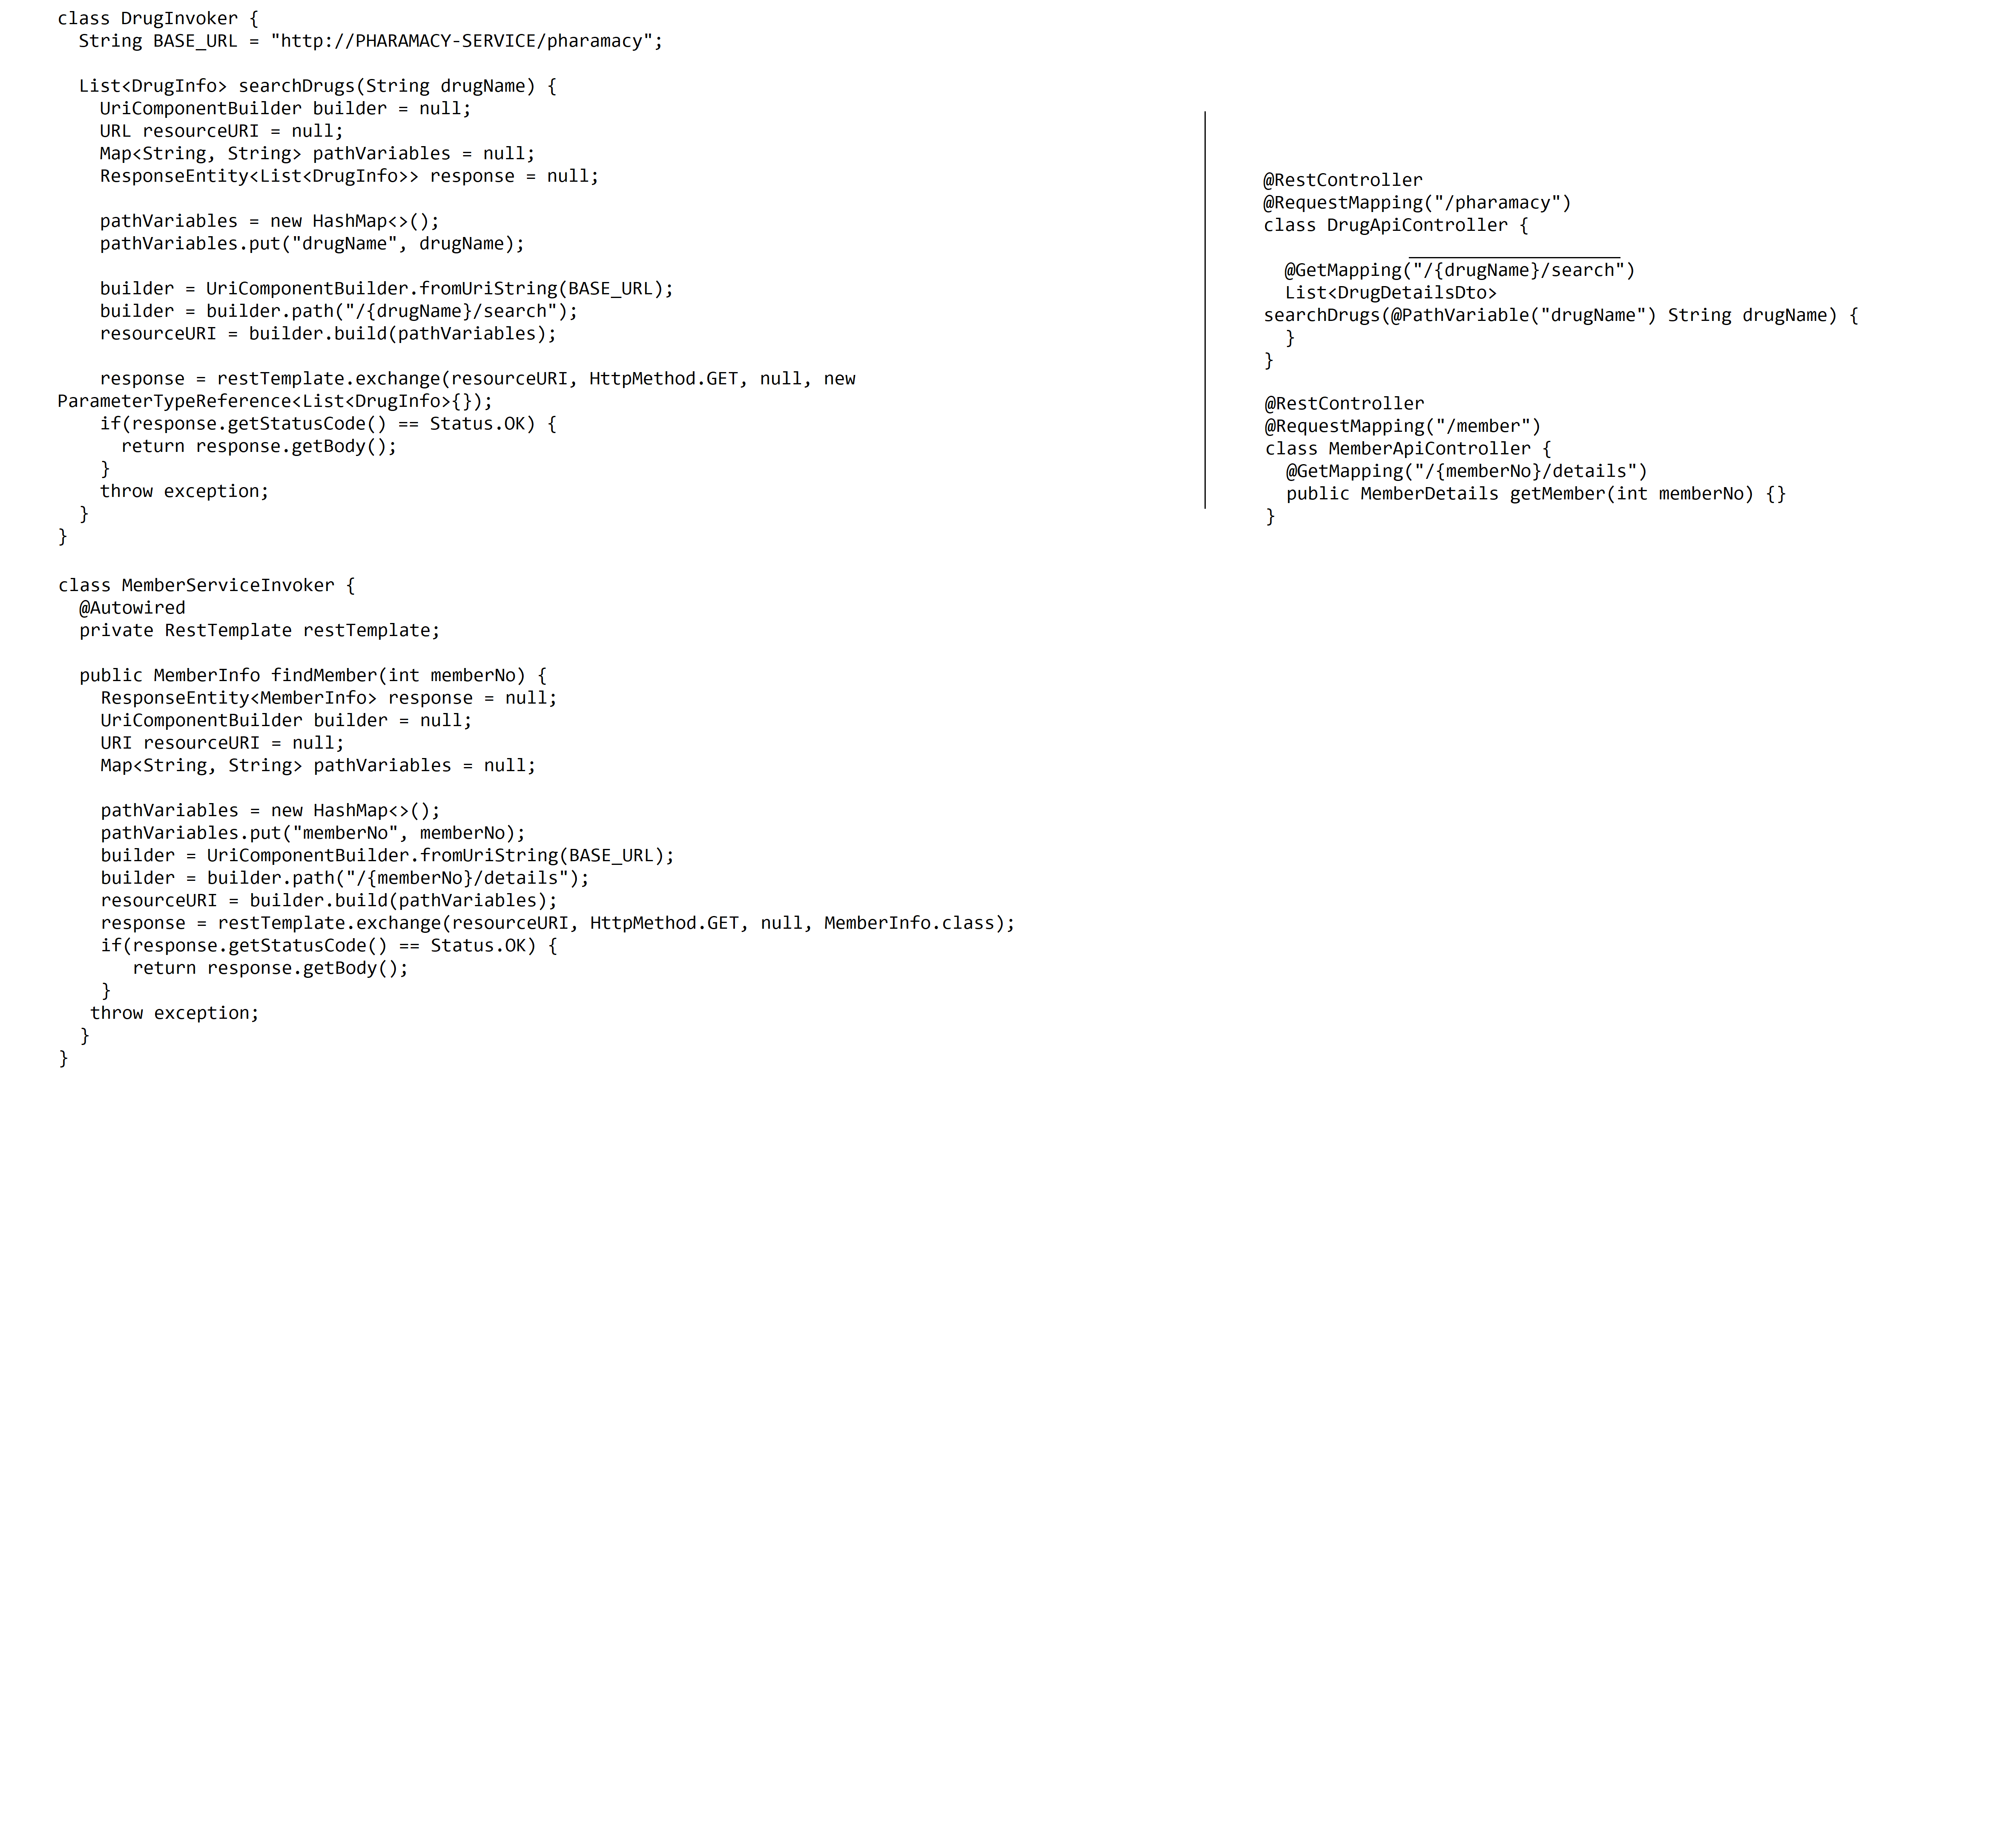 class DrugInvoker {
  String BASE_URL = "http://PHARAMACY-SERVICE/pharamacy";

  List<DrugInfo> searchDrugs(String drugName) {
    UriComponentBuilder builder = null;
    URL resourceURI = null;
    Map<String, String> pathVariables = null;
    ResponseEntity<List<DrugInfo>> response = null;

    pathVariables = new HashMap<>();
    pathVariables.put("drugName", drugName);

    builder = UriComponentBuilder.fromUriString(BASE_URL);
    builder = builder.path("/{drugName}/search");
    resourceURI = builder.build(pathVariables);

    response = restTemplate.exchange(resourceURI, HttpMethod.GET, null, new
ParameterTypeReference<List<DrugInfo>{});
    if(response.getStatusCode() == Status.OK) {
      return response.getBody();
    }
    throw exception;
  }
}

class MemberServiceInvoker {
  @Autowired
  private RestTemplate restTemplate;

  public MemberInfo findMember(int memberNo) {
    ResponseEntity<MemberInfo> response = null;
    UriComponentBuilder builder = null;
    URI resourceURI = null;
    Map<String, String> pathVariables = null;

    pathVariables = new HashMap<>();
    pathVariables.put("memberNo", memberNo);
    builder = UriComponentBuilder.fromUriString(BASE_URL);
    builder = builder.path("/{memberNo}/details");
    resourceURI = builder.build(pathVariables);
    response = restTemplate.exchange(resourceURI, HttpMethod.GET, null, MemberInfo.class);
    if(response.getStatusCode() == Status.OK) {
       return response.getBody();
    }
   throw exception;
  }
}

@RestController
@RequestMapping("/pharamacy")
class DrugApiController {

  @GetMapping("/{drugName}/search")
  List<DrugDetailsDto>
searchDrugs(@PathVariable("drugName") String drugName) {
  }
}

@RestController
@RequestMapping("/member")
class MemberApiController {
  @GetMapping("/{memberNo}/details")
  public MemberDetails getMember(int memberNo) {}
}